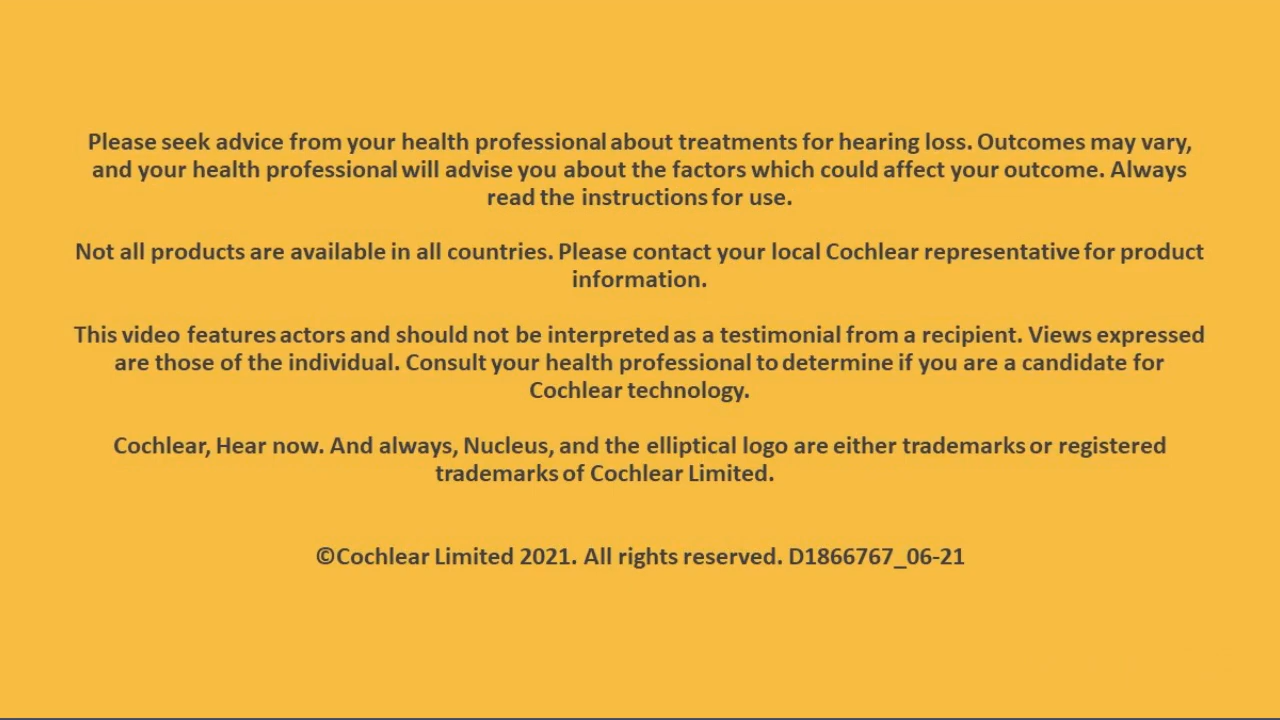 Please seek advice from your health professional about treatments for hearing loss. Outcomes may vary,
and your health professional will advise you about the factors which could affect your outcome. Always
read the instructions for use.
Not all products are available in all countries. Please contact your local Cochlear representative for product
information.
This video features actors and should not be interpreted as a testimonial from a recipient. Views expressed
are those of the individual. Consult your health professional to determine if you are a candidate for
Cochlear technology.
Cochlear, Hear now. And always, Nucleus, and the elliptical logo are either trademarks or registered
trademarks of Cochlear Limited.
©Cochlear Limited 2021. All rights reserved. D1866767_06-21